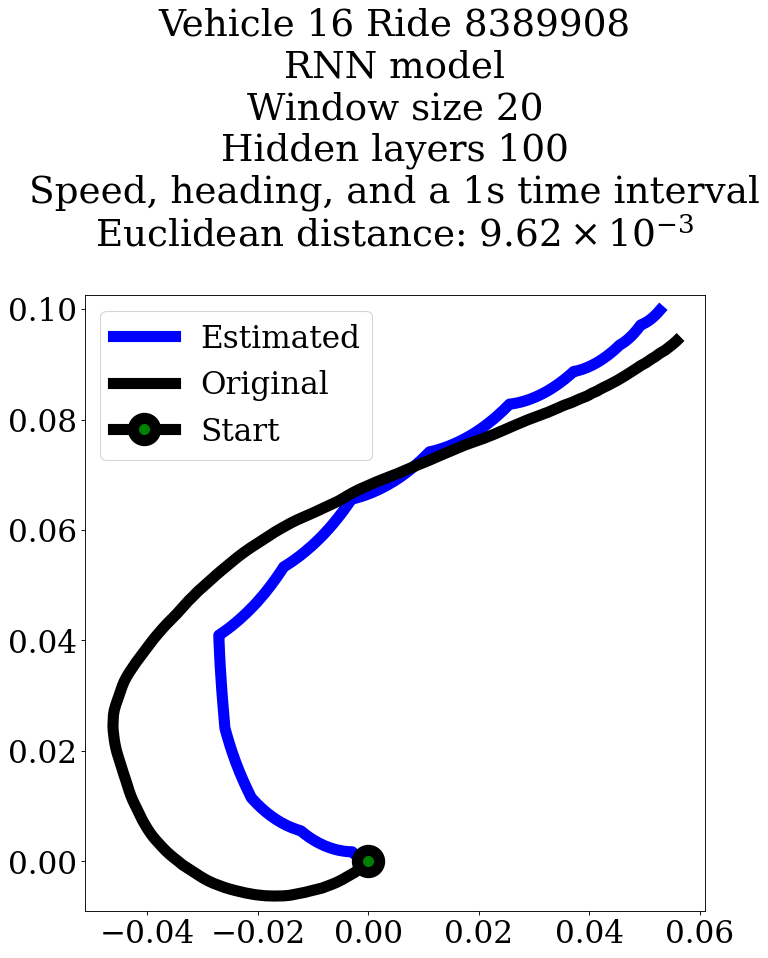 Vehicle 16 Ride 8389908
RNN model
Window size 20
Hidden layers 100
Speed, heading, and a 1s time interval
Euclidean distance: 9.62 × 10⁻³
Estimated
Original
Start
0.10
0.08
0.06
0.04
0.02
0.00
−0.04 −0.02 0.00 0.02 0.04 0.06